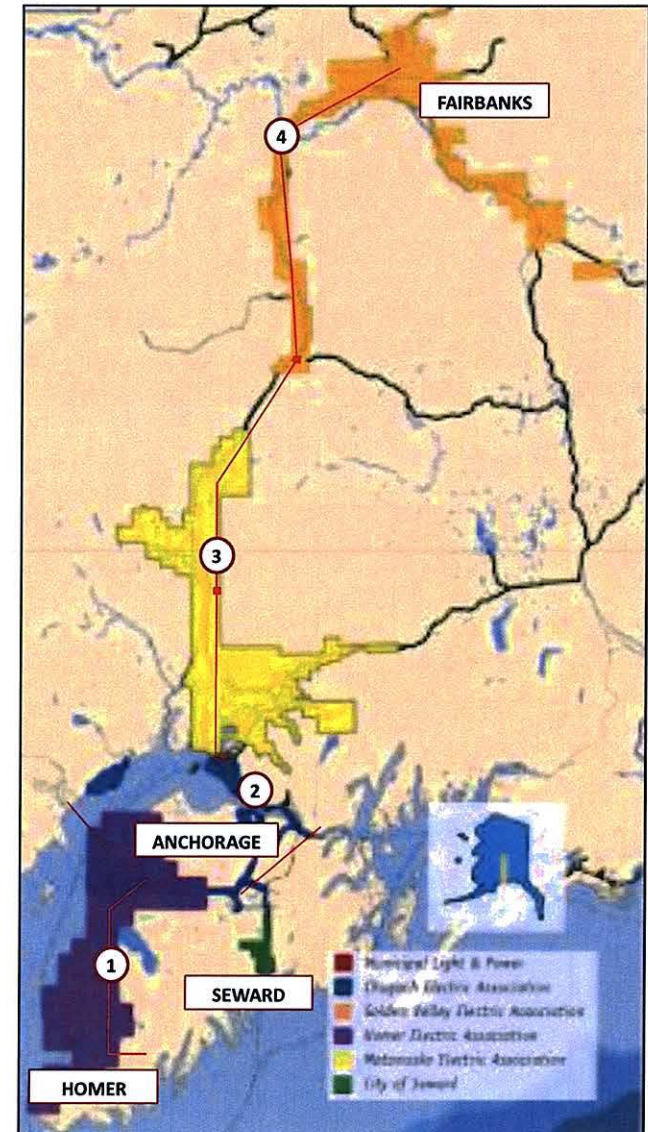 FAIRBANKS
4
3
2
ANCHORAGE
1
SEWARD
HOMER
Municipal Light & Power
Chugach Electric Association
Golden Valley Electric Association
Homer Electric Association
Matanuska Electric Association
City of Seward